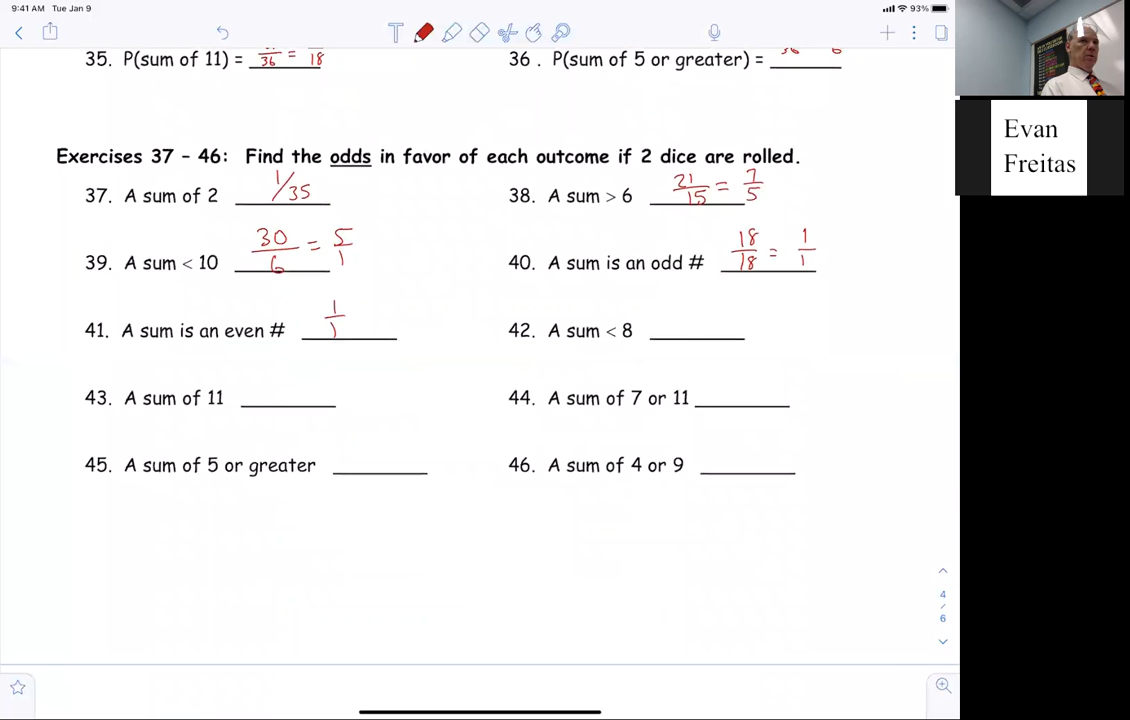 9:41 AM Tue Jan 9
93%
T
35. P(sum of 11) = /36 = /18
36 . P(sum of 5 or greater) =
Exercises 37 - 46: Find the odds in favor of each outcome if 2 dice are rolled.
37. A sum of 2 1/35
38. A sum > 6 21/15 = 7/5
39. A sum < 10 30/6 = 5/1
40. A sum is an odd # 18/18 = 1/1
41. A sum is an even # 1/1
42. A sum < 8
43. A sum of 11
44. A sum of 7 or 11
45. A sum of 5 or greater
46. A sum of 4 or 9
4
/
6
Evan
Freitas